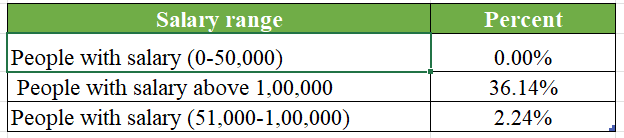 Salary range Percent
People with salary (0-50,000) 0.00%
People with salary above 1,00,000 36.14%
People with salary (51,000-1,00,000) 2.24%